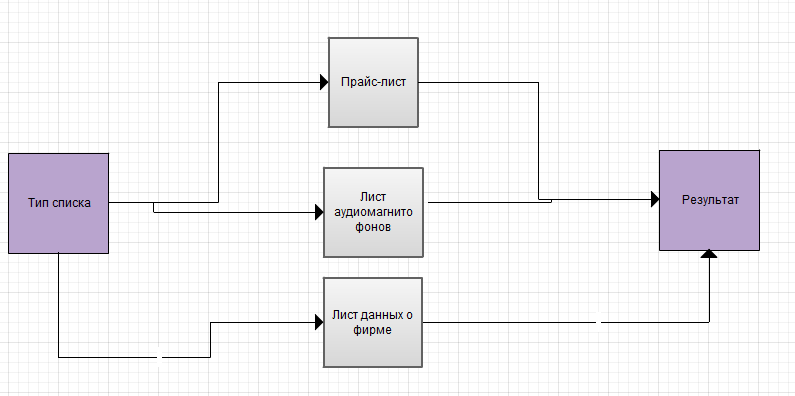 Прайс-лист
Тип списка
Лист
аудиомагнито
фонов
Результат
Лист данных о
фирме